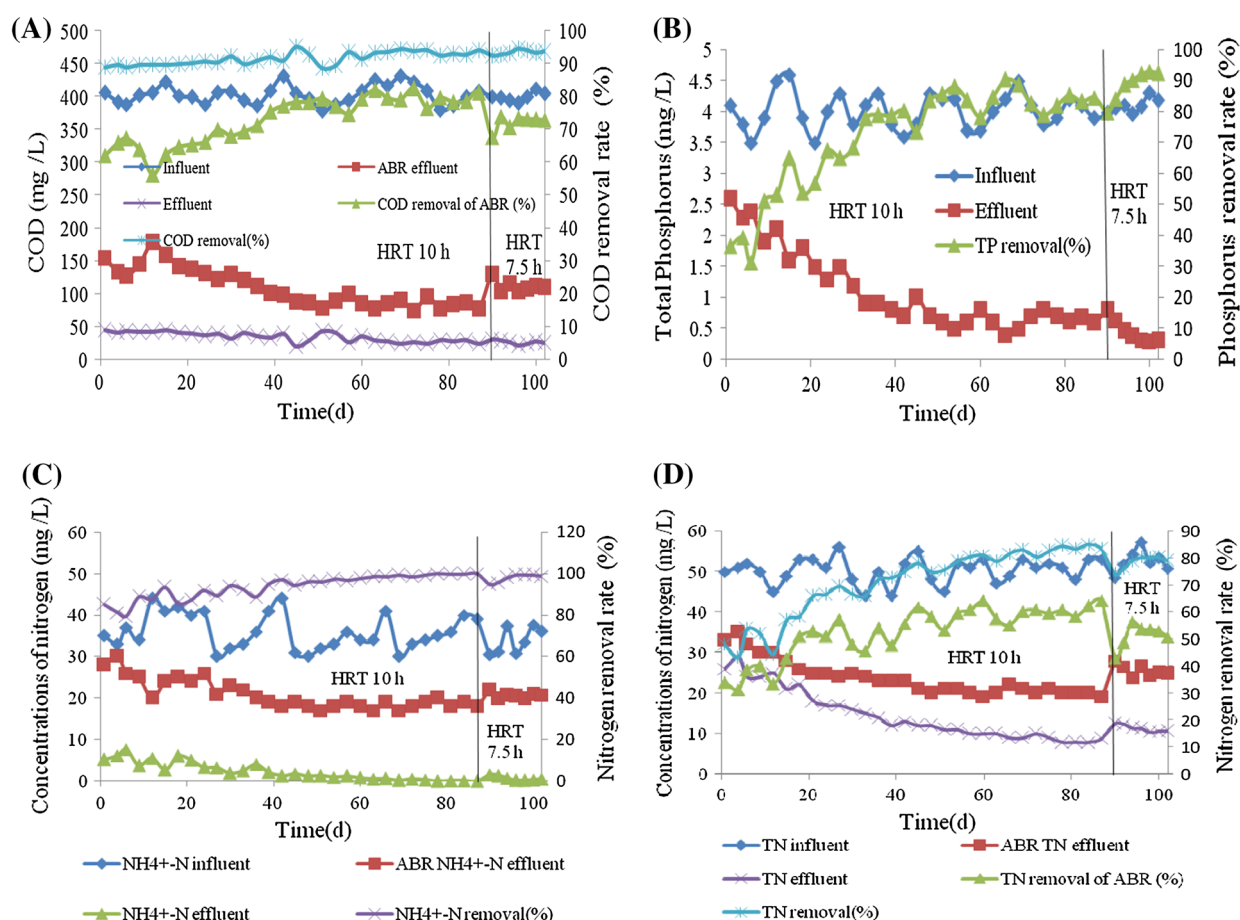 (A)
COD (mg /L)
500
450
400
350
300
250
200
150
100
50
0
100
90
80
70
60
50
40
30
20
10
0
COD removal rate (%)
Influent
ABR effluent
Effluent
COD removal of ABR (%)
COD removal(%)
HRT 10 h
HRT
7.5 h
0 20 40 60 80 100
Time(d)
(B)
Total Phosphorus (mg /L)
5
4.5
4
3.5
3
2.5
2
1.5
1
0.5
0
100
90
80
70
60
50
40
30
20
10
0
Phosphorus removal rate (%)
HRT 10 h
HRT
7.5 h
Influent
Effluent
TP removal(%)
0 20 40 60 80 100
Time(d)
(C)
Concentrations of nitrogen (mg /L)
60
50
40
30
20
10
0
120
100
80
60
40
20
0
Nitrogen removal rate (%)
HRT 10 h
HRT
7.5 h
0 20 40 60 80 100
Time(d)
NH4+-N influent
ABR NH4+-N effluent
NH4+-N effluent
NH4+-N removal(%)
(D)
Concentrations of nitrogen (mg /L)
60
50
40
30
20
10
0
90
80
70
60
50
40
30
20
10
0
Nitrogen removal rate (%)
HRT 10 h
HRT
7.5 h
0 20 40 60 80 100
Time(d)
TN influent
ABR TN effluent
TN effluent
TN removal of ABR (%)
TN removal(%)